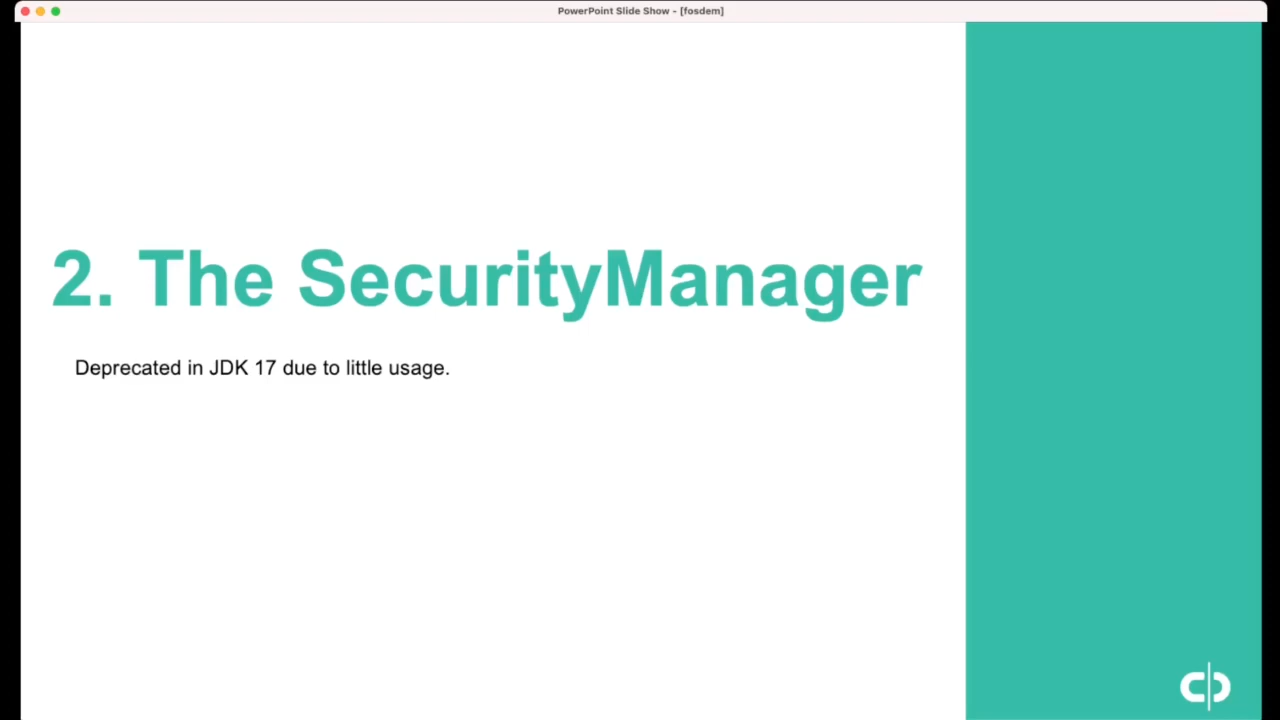 PowerPoint Slide Show - [fosdem]
2. The SecurityManager
Deprecated in JDK 17 due to little usage.